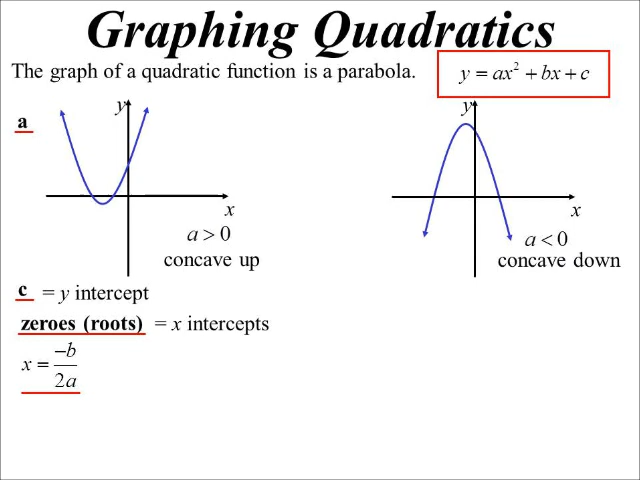 Graphing Quadratics
The graph of a quadratic function is a parabola.
y = ax² + bx + c
a
y
x
a > 0
concave up
y
x
a < 0
concave down
c = y intercept
zeroes (roots) = x intercepts
x = −b/2a